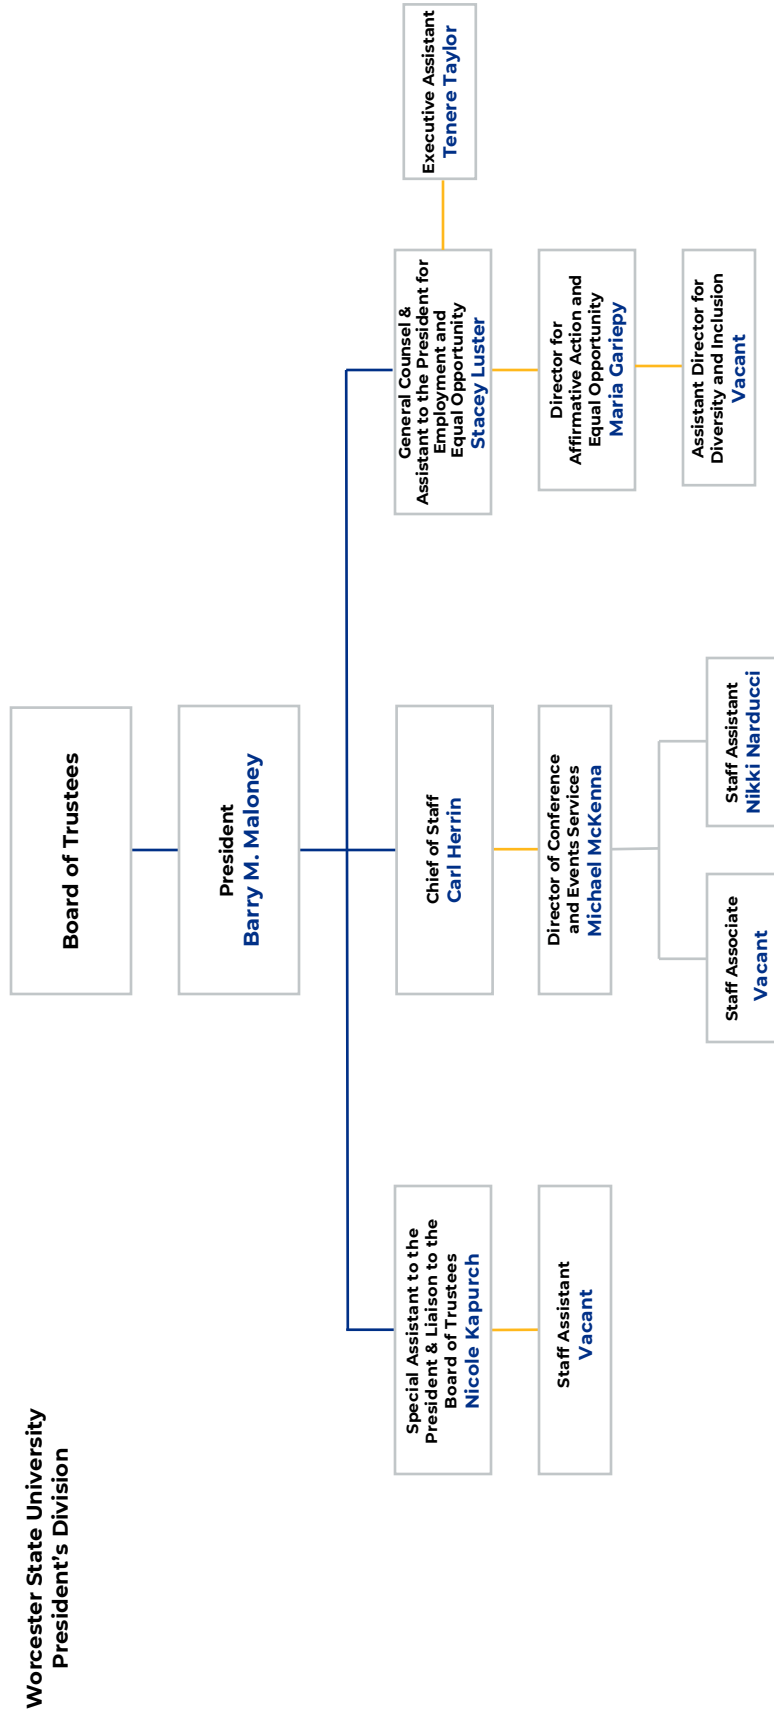 Worcester State University
President’s Division
Board of Trustees
President
Barry M. Maloney
Special Assistant to the
President & Liaison to the
Board of Trustees
Nicole Kapurch
Staff Assistant
Vacant
Chief of Staff
Carl Herrin
Director of Conference
and Events Services
Michael McKenna
Staff Associate
Vacant
Staff Assistant
Nikki Narducci
General Counsel &
Assistant to the President for
Employment and
Equal Opportunity
Stacey Luster
Executive Assistant
Tenere Taylor
Director for
Affirmative Action and
Equal Opportunity
Maria Gariepy
Assistant Director for
Diversity and Inclusion
Vacant